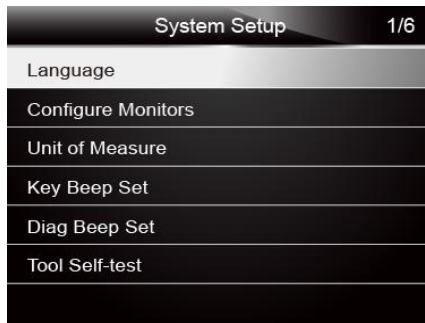 System Setup 1/6
Language
Configure Monitors
Unit of Measure
Key Beep Set
Diag Beep Set
Tool Self-test